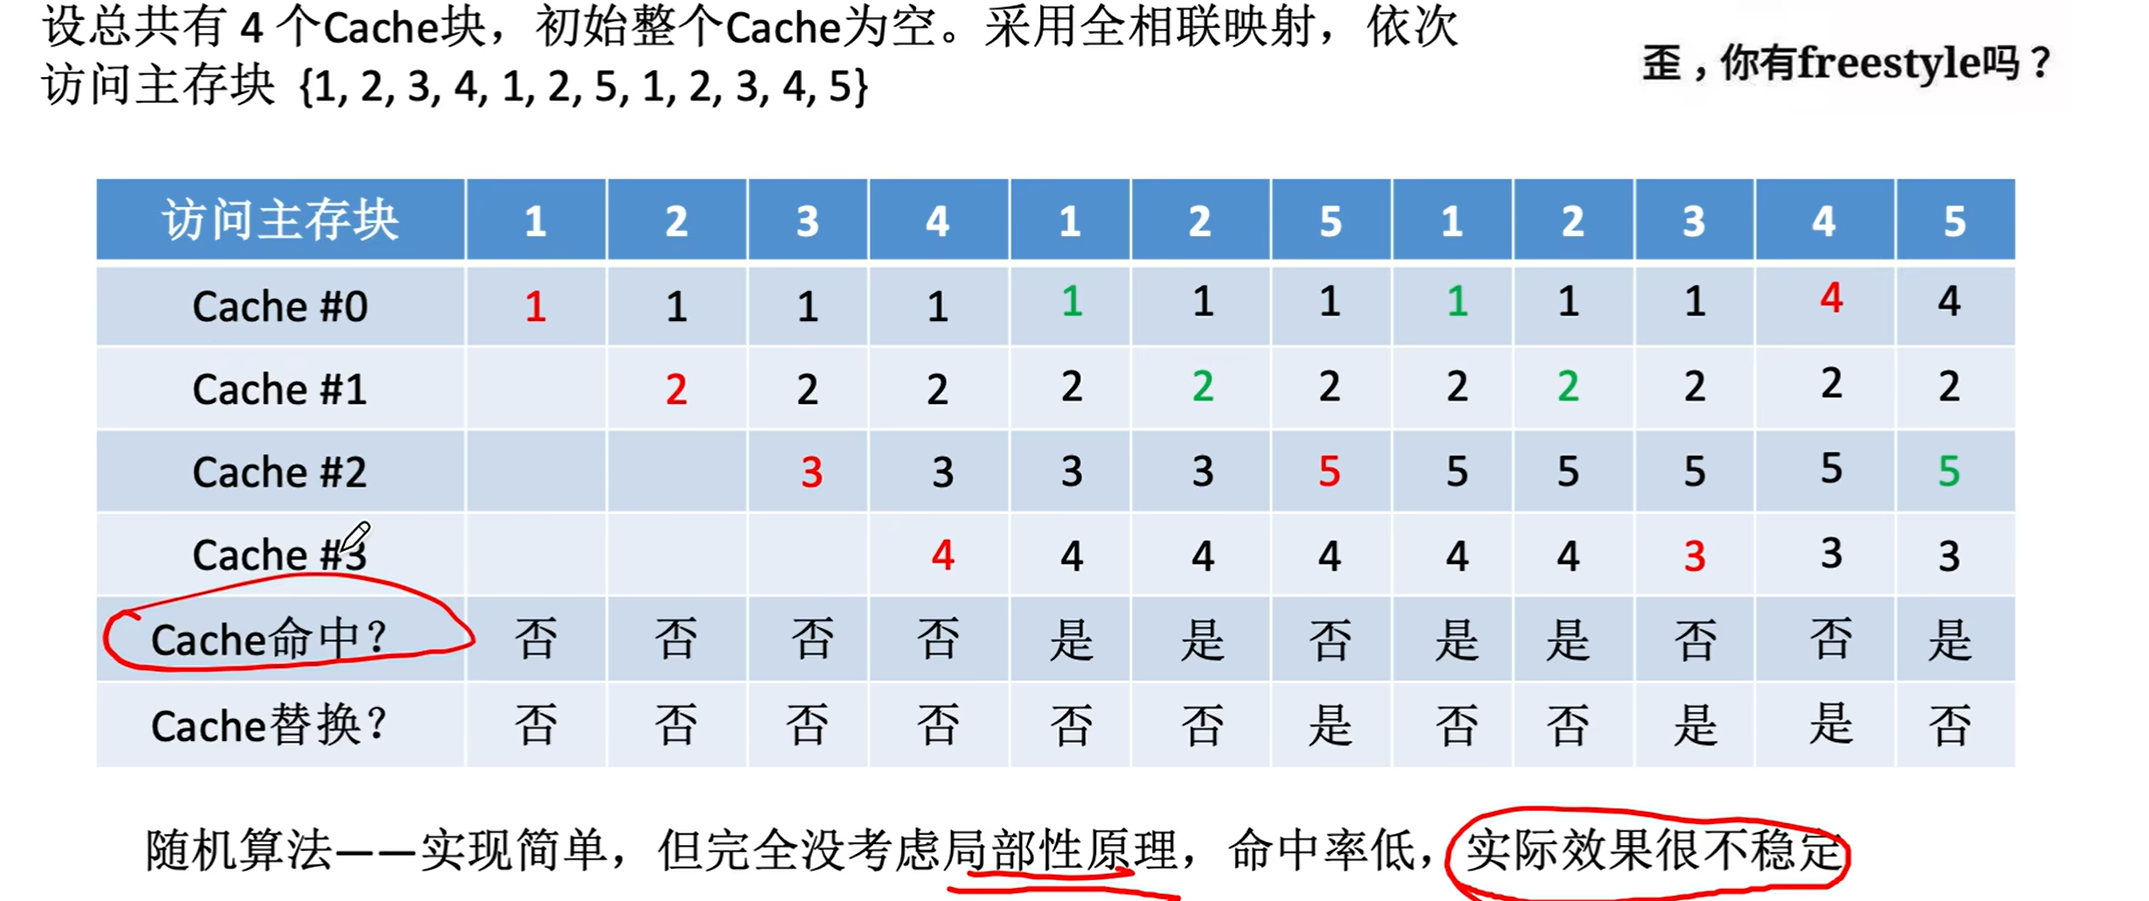 设总共有 4 个Cache块，初始整个Cache为空。采用全相联映射，依次
访问主存块 {1, 2, 3, 4, 1, 2, 5, 1, 2, 3, 4, 5}
歪，你有freestyle吗？
访问主存块 1 2 3 4 1 2 5 1 2 3 4 5
Cache #0 1 1 1 1 1 1 1 1 1 1 4 4
Cache #1 2 2 2 2 2 2 2 2 2 2 2
Cache #2 3 3 3 3 5 5 5 5 5 5
Cache #3 4 4 4 4 4 4 3 3 3
Cache命中? 否 否 否 否 是 是 否 是 是 否 否 是
Cache替换? 否 否 否 否 否 否 是 否 否 是 是 否
随机算法——实现简单，但完全没考虑局部性原理，命中率低，实际效果很不稳定